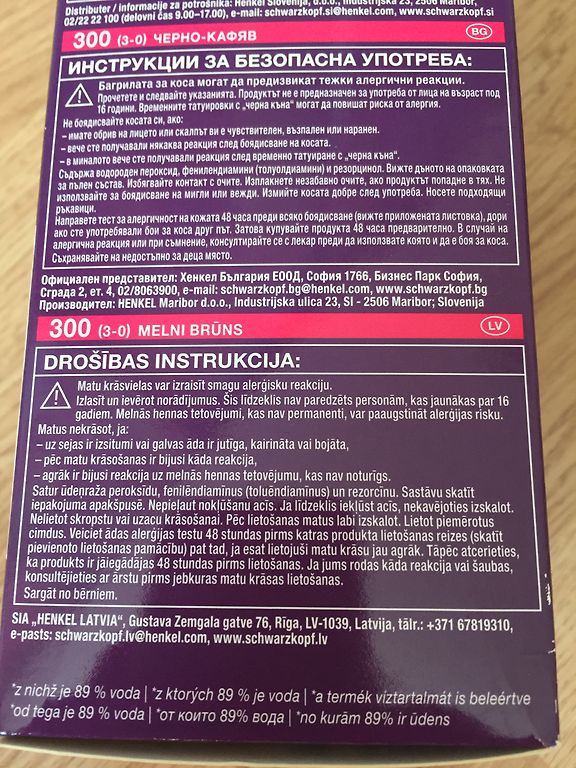 Distributer / informacije za potrošnika: Henkel Slovenija, d.o.o., Industrijska 23, 2506 Maribor,
02/22 22 100 (delovni čas 9.00–17.00), e-mail: schwarzkopf.si@henkel.com, www.schwarzkopf.si
300 (3-0) ЧЕРНО-КАФЯВ BG
ИНСТРУКЦИИ ЗА БЕЗОПАСНА УПОТРЕБА:
Багрилата за коса могат да предизвикат тежки алергични реакции.
Прочетете и следвайте указанията. Продуктът не е предназначен за употреба от лица на възраст под
16 години. Временните татуировки с „черна къна" могат да повишат риска от алергия.
Не боядисвайте косата си, ако:
– имате обрив на лицето или скалпът ви е чувствителен, възпален или наранен.
– вече сте получавали някаква реакция след боядисване на косата.
– в миналото вече сте получавали реакция след временно татуиране с „черна къна".
Съдържа водороден пероксид, фенилендиамини (толуолдиамини) и резорцинол. Вижте дъното на опаковката
за пълен състав. Избягвайте контакт с очите. Изплакнете незабавно очите, ако продуктът попадне в тях. Не
използвайте за боядисване на мигли или вежди. Измийте косата добре след употреба. Носете подходящи
ръкавици.
Направете тест за алергичност на кожата 48 часа преди всяко боядисване (вижте приложената листовка), дори
ако сте употребявали бои за коса друг път. Затова купувайте продукта 48 часа предварително. В случай на
алергична реакция или при съмнение, консултирайте се с лекар преди да използвате която и да е боя за коса.
Съхранявайте на недостъпно за деца място.
Официален представител: Хенкел България ЕООД, София 1766, Бизнес Парк София,
Сграда 2, ет. 4, 02/8063900, e-mail: schwarzkopf.bg@henkel.com, www.schwarzkopf.bg
Производител: HENKEL Maribor d.o.o., Industrijska ulica 23, SI - 2506 Maribor; Slovenija
300 (3-0) MELNI BRŪNS LV
DROŠĪBAS INSTRUKCIJA:
Matu krāsvielas var izraisīt smagu alerģisku reakciju.
Izlasīt un ievērot norādījumus. Šis līdzeklis nav paredzēts personām, kas jaunākas par 16
gadiem. Melnās hennas tetovējumi, kas nav permanenti, var paaugstināt alerģijas risku.
Matus nekrāsot, ja:
– uz sejas ir izsitumi vai galvas āda ir jutīga, kairināta vai bojāta,
– pēc matu krāsošanas ir bijusi kāda reakcija,
– agrāk ir bijusi reakcija uz melnās hennas tetovējumu, kas nav noturīgs.
Satur ūdeņraža peroksīdu, fenilēndiamīnus (toluēndiamīnus) un rezorcīnu. Sastāvu skatīt
iepakojuma apakšpusē. Nepieļaut nokļūšanu acīs. Ja līdzeklis iekļūst acīs, nekavējoties izskalot.
Nelietot skropstu vai uzacu krāsošanai. Pēc lietošanas matus labi izskalot. Lietot piemērotus
cimdus. Veiciet ādas alerģijas testu 48 stundas pirms katras produkta lietošanas reizes (skatīt
pievienoto lietošanas pamācību) pat tad, ja esat lietojuši matu krāsu jau agrāk. Tāpēc atcerieties,
ka produkts ir jāiegādājas 48 stundas pirms lietošanas. Ja jums rodas kāda reakcija vai šaubas,
konsultējieties ar ārstu pirms jebkuras matu krāsas lietošanas.
Sargāt no bērniem.
SIA „HENKEL LATVIA", Gustava Zemgala gatve 76, Rīga, LV-1039, Latvija, tālr.: +371 67819310,
e-pasts: schwarzkopf.lv@henkel.com, www.schwarzkopf.lv
*z nichž je 89 % voda | *z ktorých 89 % je voda | *a termék víztartalmát is beleértve
*od tega je 89% voda | *от които 89% вода | *no kurām 89% ir ūdens